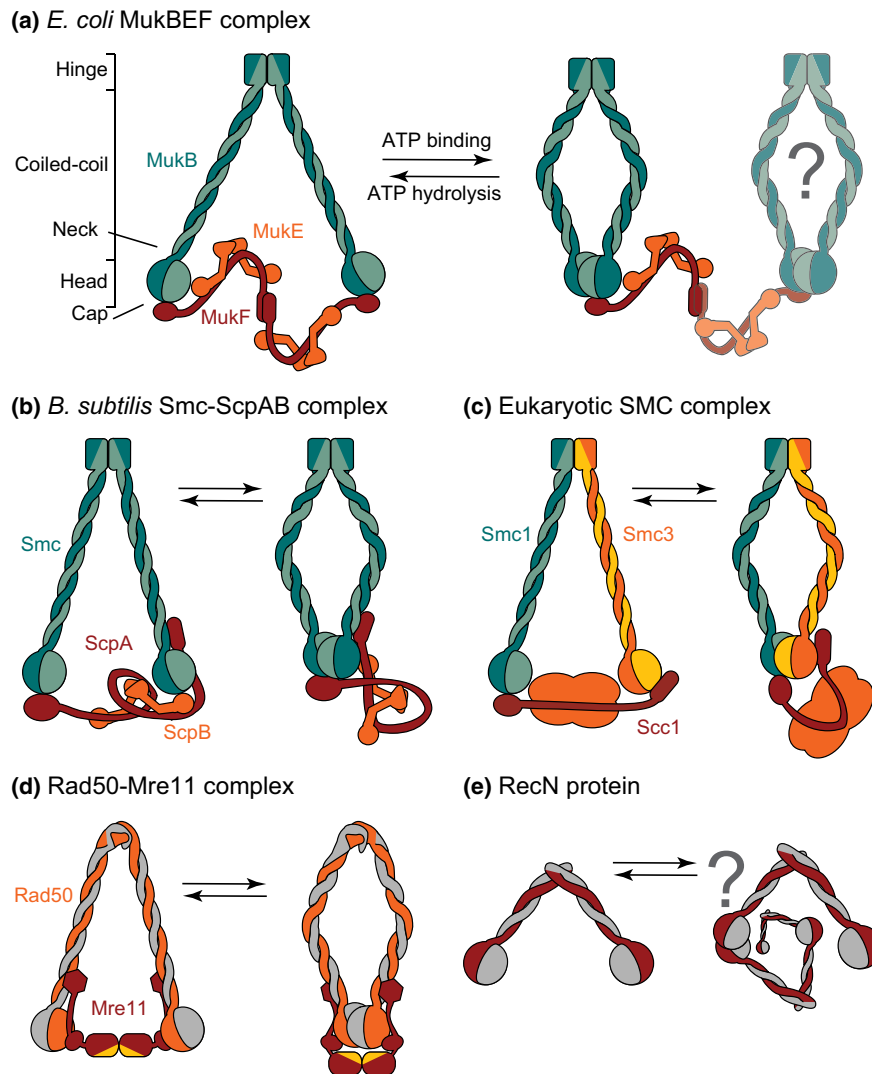 (a) E. coli MukBEF complex
Hinge
Coiled-coil
MukB
Neck
MukE
Head
Cap
MukF
ATP binding
ATP hydrolysis
?
(b) B. subtilis Smc-ScpAB complex
Smc
ScpA
ScpB
(c) Eukaryotic SMC complex
Smc1
Smc3
Scc1
(d) Rad50-Mre11 complex
Rad50
Mre11
(e) RecN protein
?